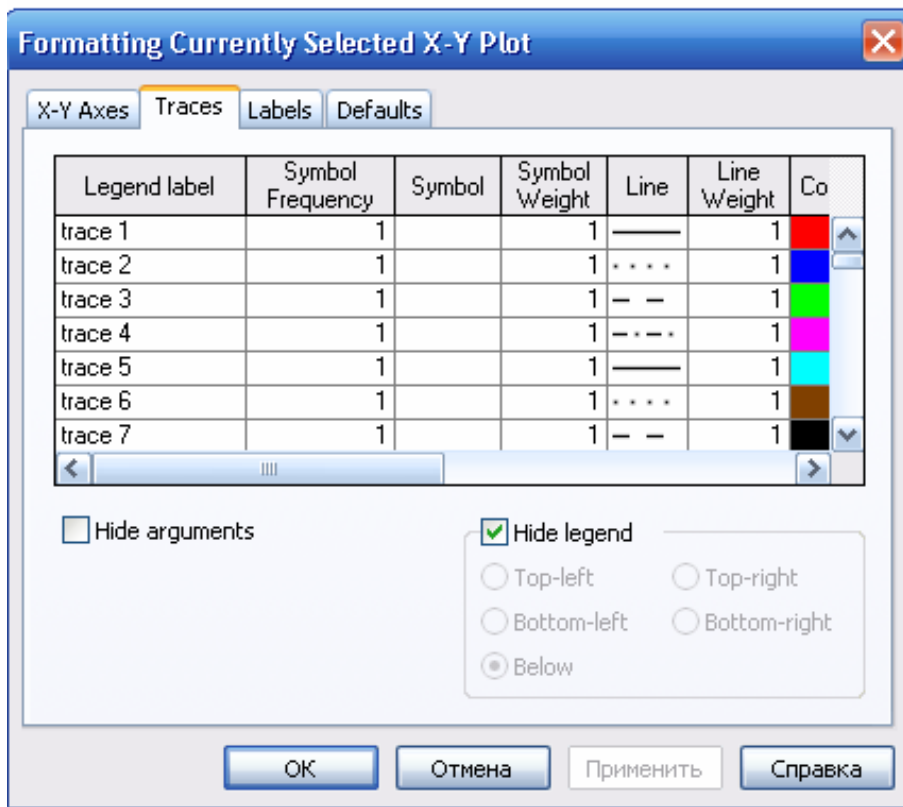 Formatting Currently Selected X-Y Plot
X-Y Axes Traces Labels Defaults
Legend label Symbol Frequency Symbol Symbol Weight Line Line Weight Co
trace 1 1 1 1
trace 2 1 1 1
trace 3 1 1 1
trace 4 1 1 1
trace 5 1 1 1
trace 6 1 1 1
trace 7 1 1 1
Hide arguments
Hide legend
Top-left Top-right
Bottom-left Bottom-right
Below
OK Отмена Применить Справка